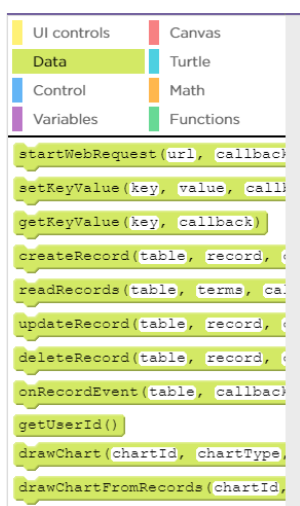 UI controls Canvas
Data Turtle
Control Math
Variables Functions
startWebRequest(url, callback
setKeyValue(key, value, call
getKeyValue(key, callback)
createRecord(table, record,
readRecords(table, terms, ca
updateRecord(table, record,
deleteRecord(table, record,
onRecordEvent(table, callback
getUserId()
drawChart(chartId, chartType,
drawChartFromRecords(chartId,